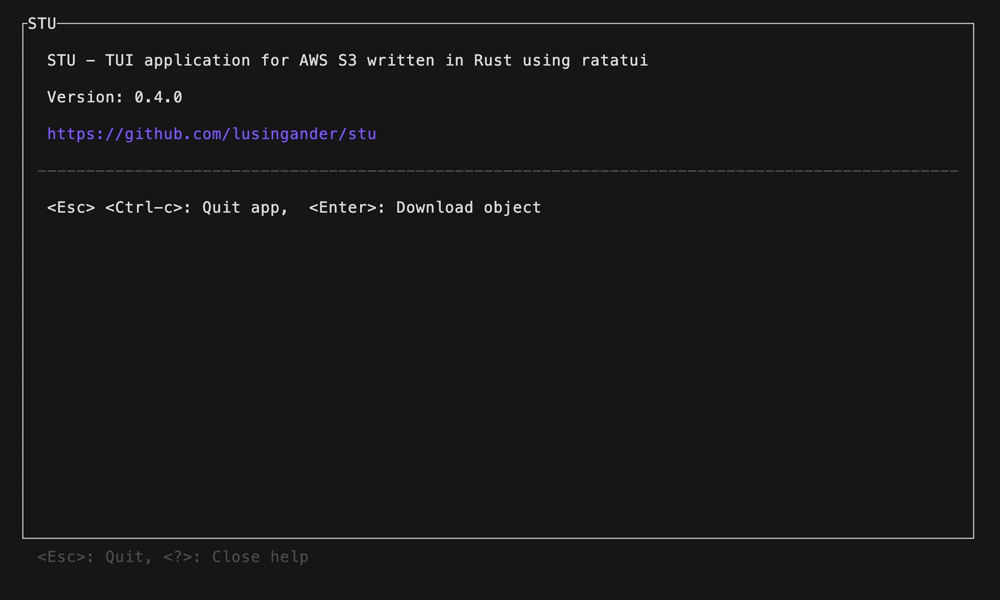 STU
STU – TUI application for AWS S3 written in Rust using ratatui
Version: 0.4.0
https://github.com/lusingander/stu
<Esc> <Ctrl-c>: Quit app,  <Enter>: Download object
<Esc>: Quit, <?>: Close help